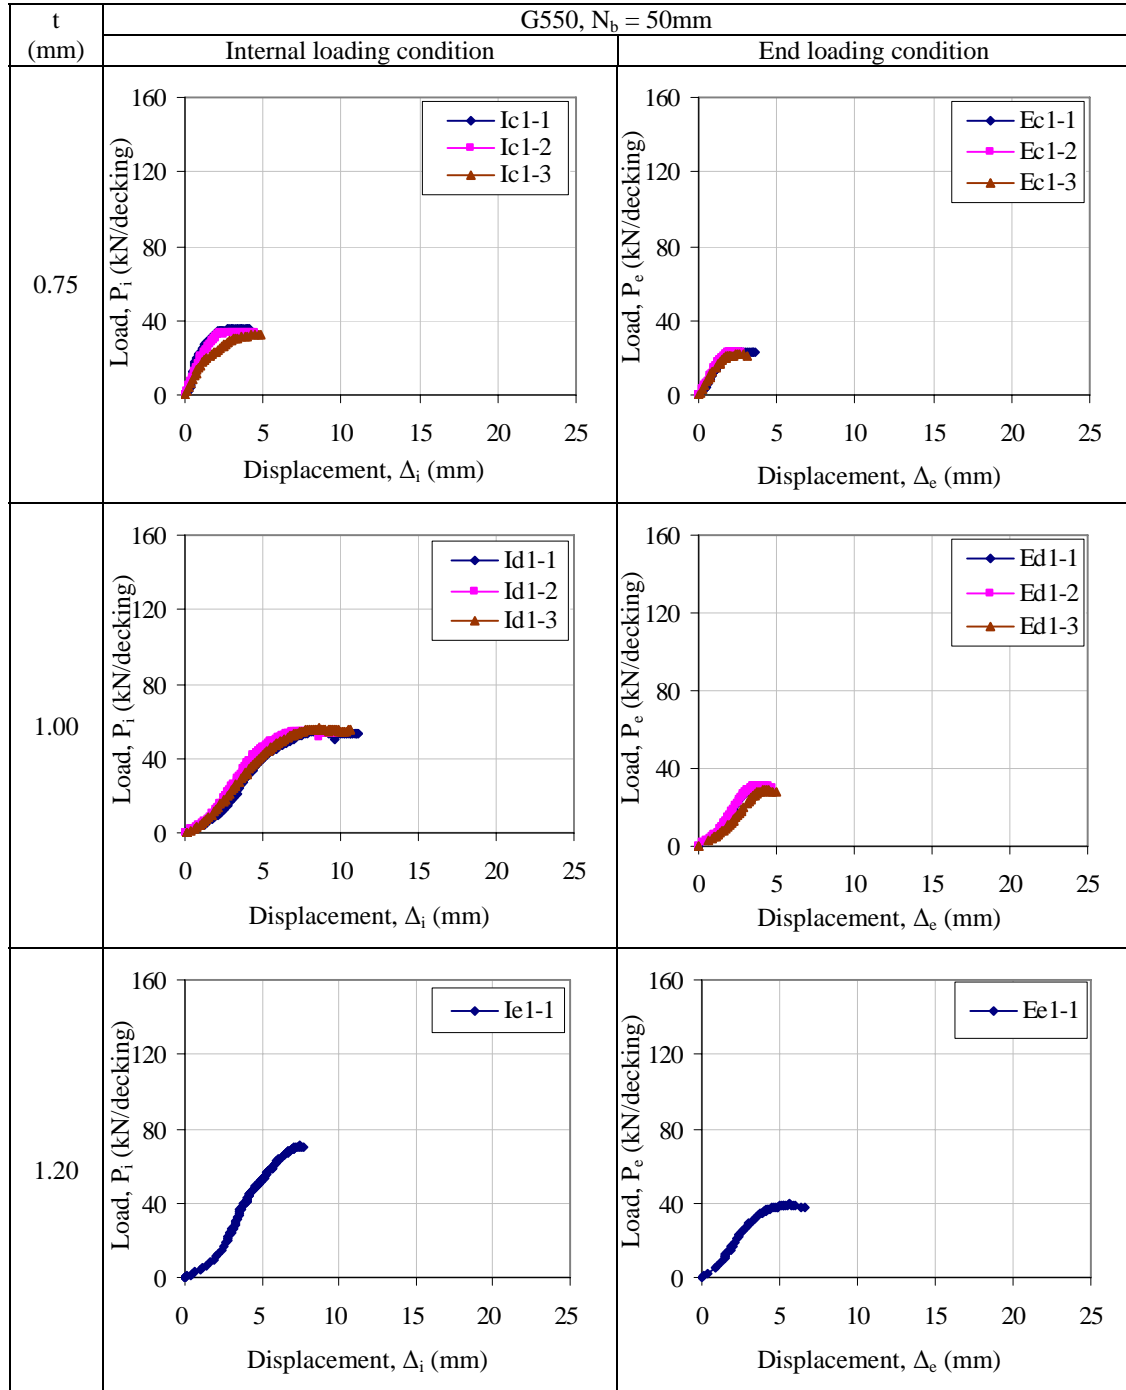 t
(mm)
G550, N_b = 50mm
Internal loading condition
End loading condition
0.75
Load, P_i (kN/decking)
160
120
80
40
0
Ic1-1
Ic1-2
Ic1-3
0 5 10 15 20 25
Displacement, Δ_i (mm)
Load, P_e (kN/decking)
160
120
80
40
0
Ec1-1
Ec1-2
Ec1-3
0 5 10 15 20 25
Displacement, Δ_e (mm)
1.00
Load, P_i (kN/decking)
160
120
80
40
0
Id1-1
Id1-2
Id1-3
0 5 10 15 20 25
Displacement, Δ_i (mm)
Load, P_e (kN/decking)
160
120
80
40
0
Ed1-1
Ed1-2
Ed1-3
0 5 10 15 20 25
Displacement, Δ_e (mm)
1.20
Load, P_i (kN/decking)
160
120
80
40
0
Ie1-1
0 5 10 15 20 25
Displacement, Δ_i (mm)
Load, P_e (kN/decking)
160
120
80
40
0
Ee1-1
0 5 10 15 20 25
Displacement, Δ_e (mm)